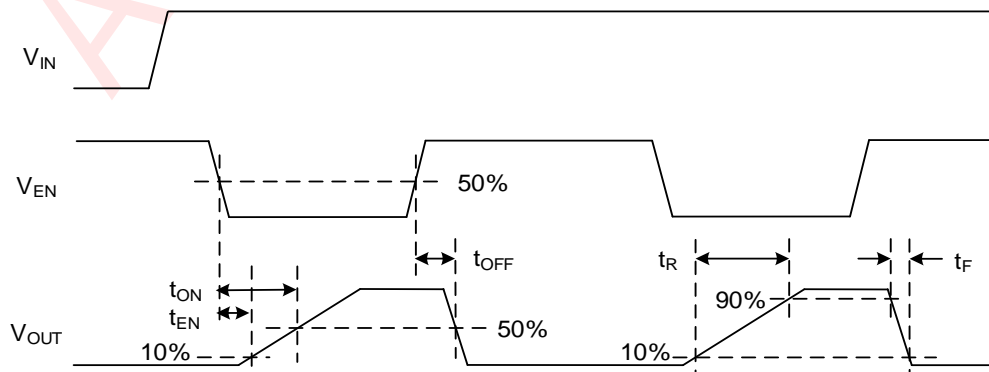 V_IN
V_EN
50%
t_OFF
t_R
t_F
t_ON
t_EN
90%
V_OUT
50%
10%
10%